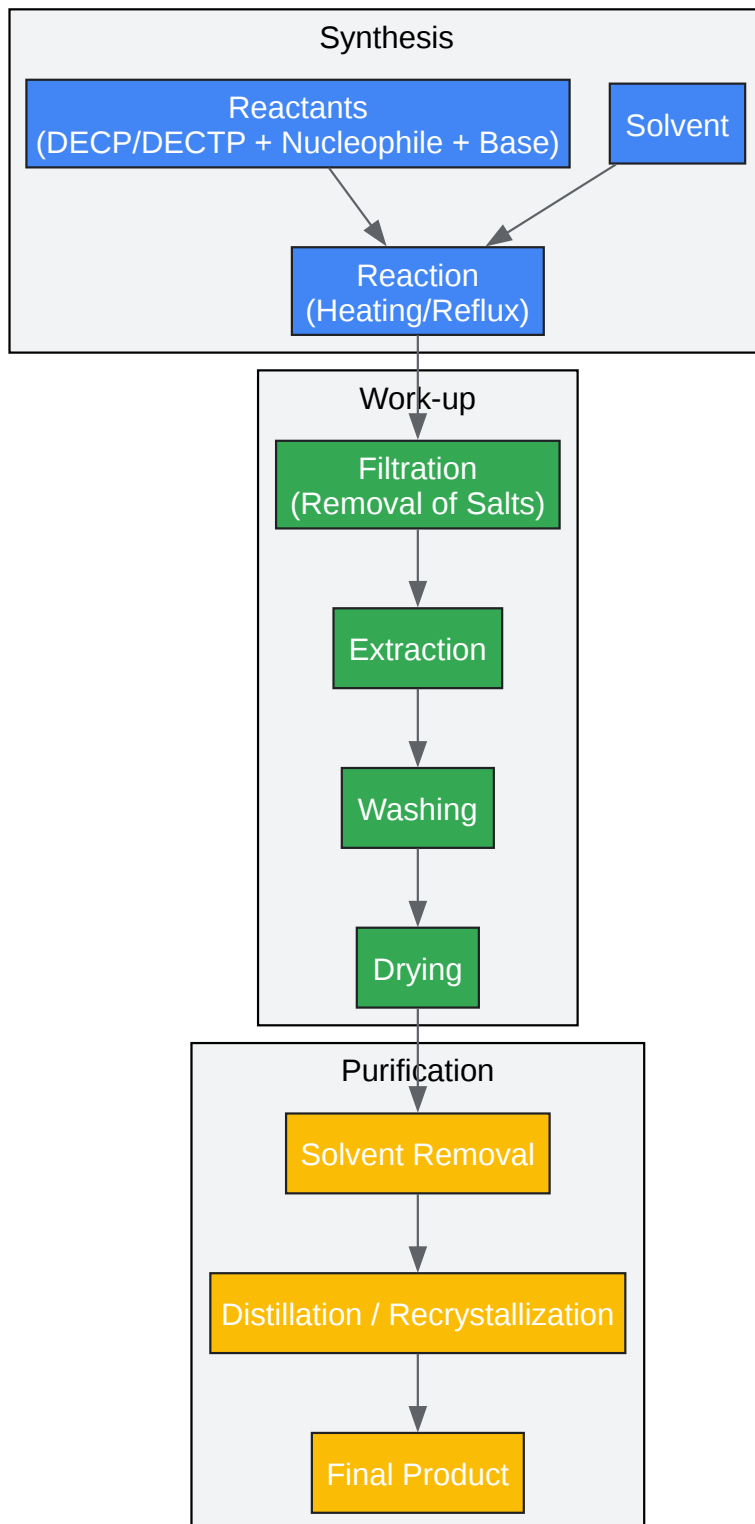 Synthesis
Reactants
(DECP/DECTP + Nucleophile + Base)
Solvent
Reaction
(Heating/Reflux)
Work-up
Filtration
(Removal of Salts)
Extraction
Washing
Drying
Purification
Solvent Removal
Distillation / Recrystallization
Final Product